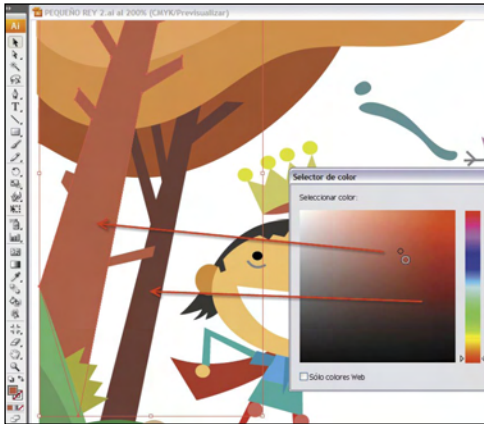 PEQUEÑO REY 2.ai al 200% (CMYK/Previsualizar)
Ai
T
Selector de color
Seleccionar color:
Sólo colores Web